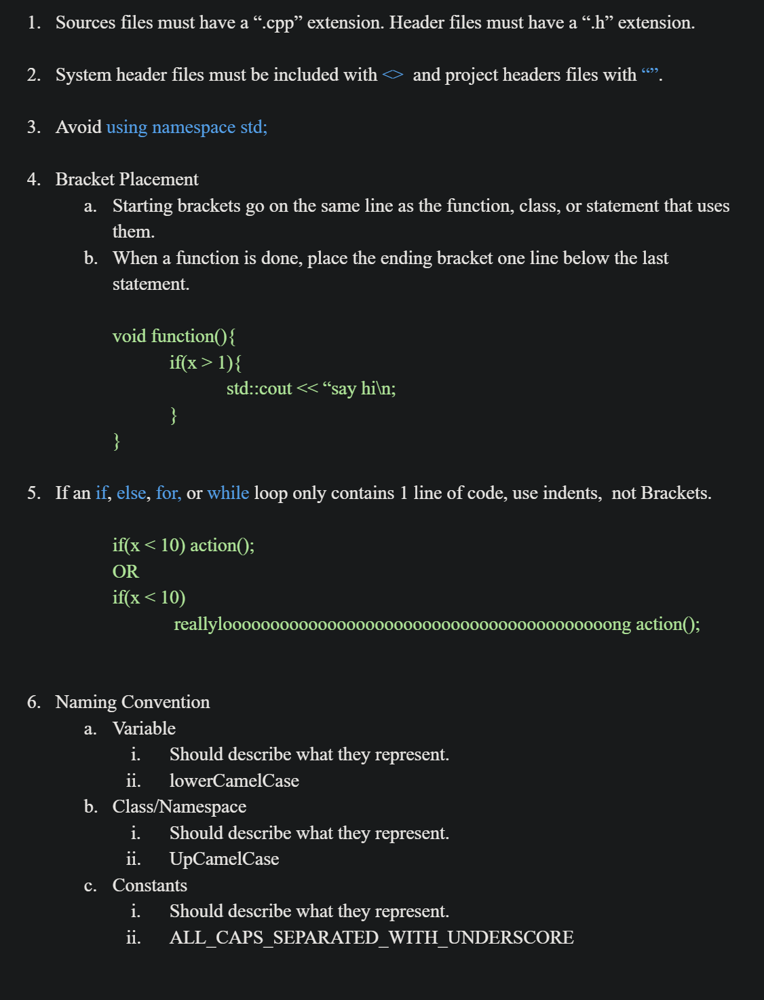 1. Sources files must have a “.cpp” extension. Header files must have a “.h” extension.
2. System header files must be included with <> and project headers files with “”.
3. Avoid using namespace std;
4. Bracket Placement
a. Starting brackets go on the same line as the function, class, or statement that uses
them.
b. When a function is done, place the ending bracket one line below the last
statement.
void function(){
if(x > 1){
std::cout << “say hi\n;
}
}
5. If an if, else, for, or while loop only contains 1 line of code, use indents,  not Brackets.
if(x < 10) action();
OR
if(x < 10)
reallylooooooooooooooooooooooooooooooooooooooooong action();
6. Naming Convention
a. Variable
i. Should describe what they represent.
ii. lowerCamelCase
b. Class/Namespace
i. Should describe what they represent.
ii. UpCamelCase
c. Constants
i. Should describe what they represent.
ii. ALL_CAPS_SEPARATED_WITH_UNDERSCORE